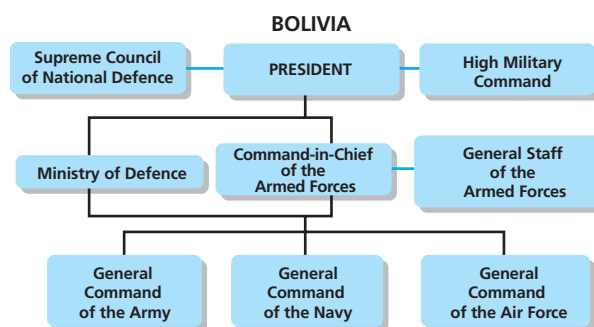 BOLIVIA
Supreme Council
of National Defence
PRESIDENT
High Military
Command
Ministry of Defence
Command-in-Chief
of the
Armed Forces
General Staff
of the
Armed Forces
General
Command
of the Army
General
Command
of the Navy
General
Command
of the Air Force